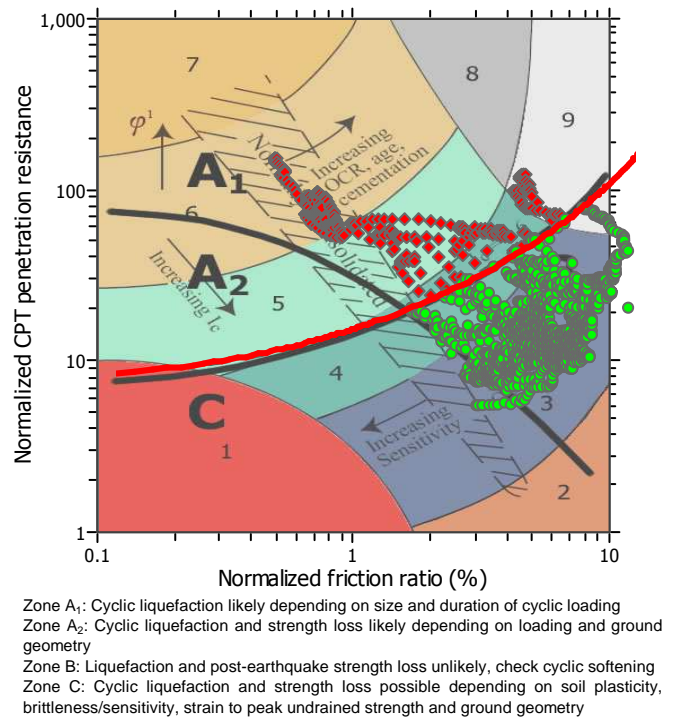 1,000
7
8
9
φ¹
Increasing
OCR, age,
cementation
A₁
100
6
A₂
Increasing Ic
5
solidated
10
4
C
3
1
Increasing
Sensitivity
2
1
0.1
1
10
Normalized CPT penetration resistance
Normalized friction ratio (%)
Zone A₁: Cyclic liquefaction likely depending on size and duration of cyclic loading
Zone A₂: Cyclic liquefaction and strength loss likely depending on loading and ground
geometry
Zone B: Liquefaction and post-earthquake strength loss unlikely, check cyclic softening
Zone C: Cyclic liquefaction and strength loss possible depending on soil plasticity,
brittleness/sensitivity, strain to peak undrained strength and ground geometry